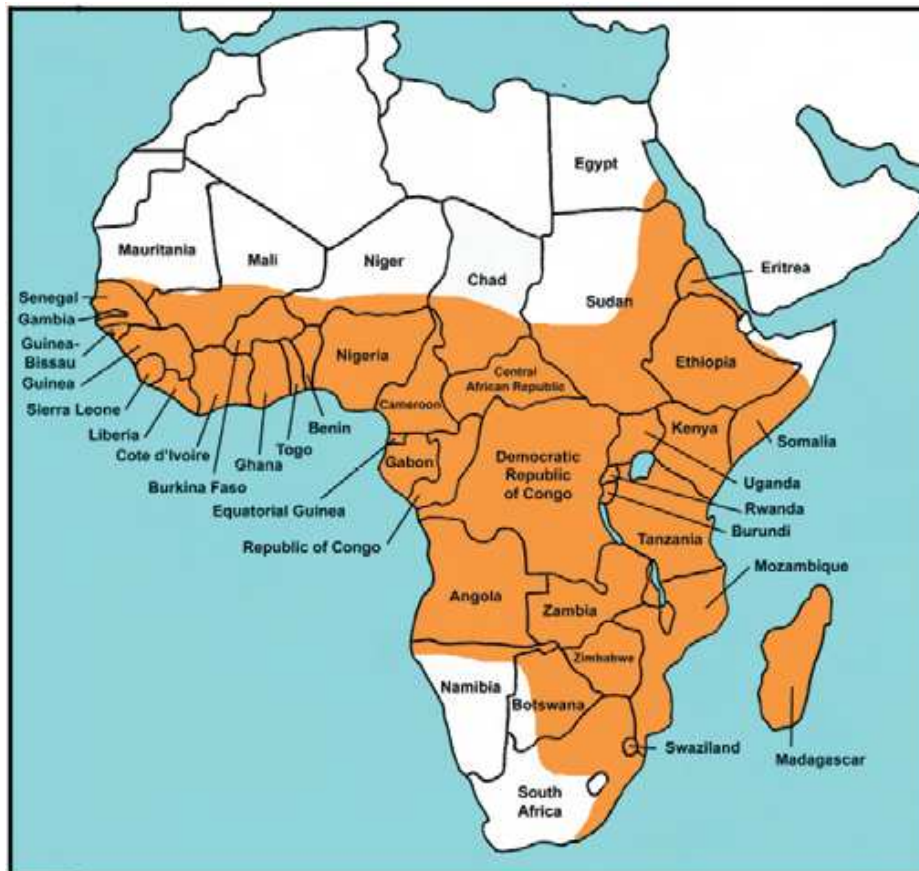 Egypt
Mauritania
Mali
Niger
Chad
Sudan
Eritrea
Senegal
Gambia
Guinea-
Bissau
Guinea
Sierra Leone
Liberia
Cote d'Ivoire
Burkina Faso
Ghana
Togo
Benin
Nigeria
Cameroon
Central
African Republic
Ethiopia
Somalia
Kenya
Uganda
Rwanda
Burundi
Equatorial Guinea
Gabon
Republic of Congo
Democratic
Republic
of Congo
Tanzania
Mozambique
Angola
Zambia
Zimbabwe
Namibia
Botswana
Swaziland
Madagascar
South
Africa